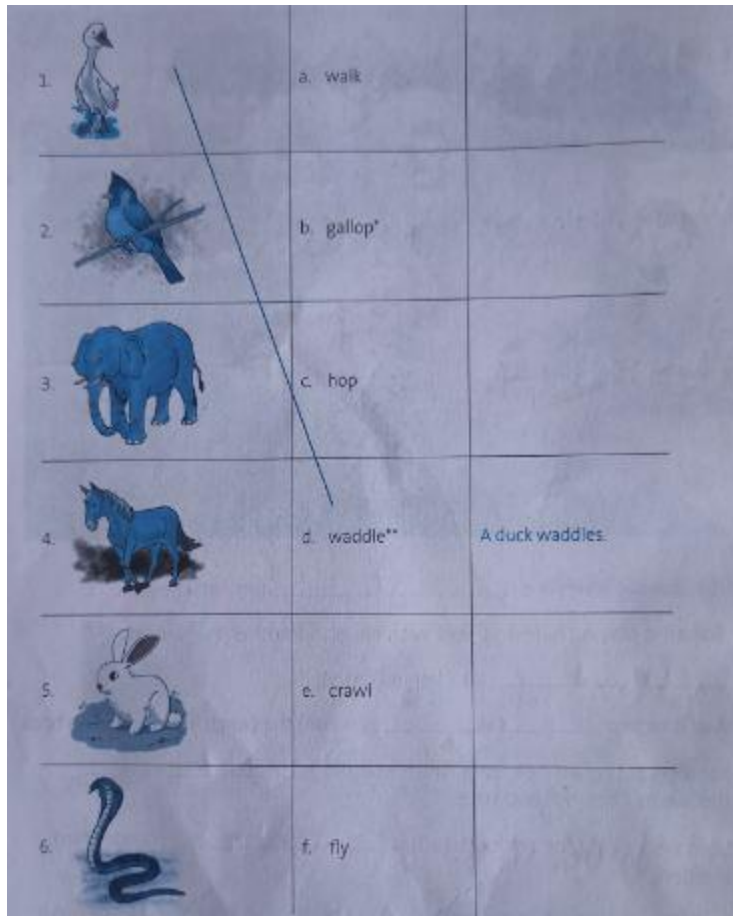 1.
a. walk
2.
b. gallop*
3.
c. hop
4.
d. waddle** A duck waddles.
5.
e. crawl
6.
f. fly